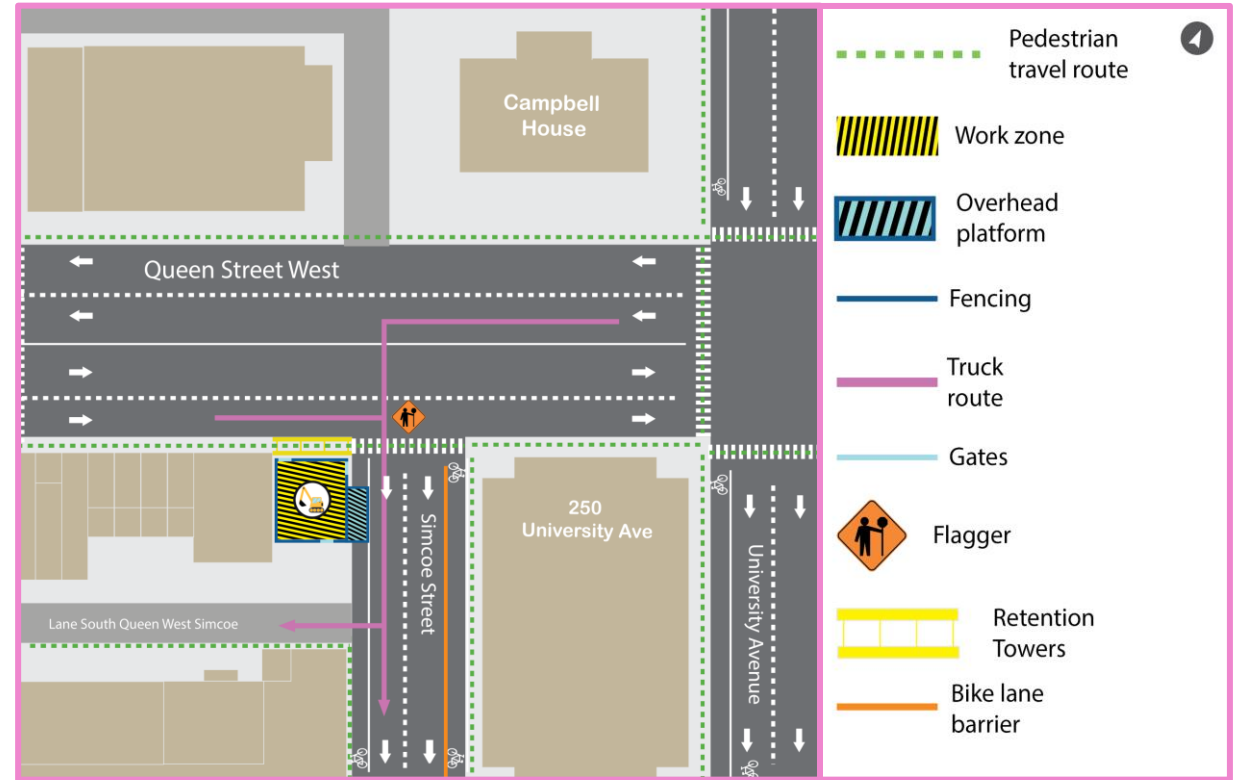 Campbell
House
Queen Street West
250
University Ave
Simcoe Street
University Avenue
Lane South Queen West Simcoe
Pedestrian
travel route
Work zone
Overhead
platform
Fencing
Truck
route
Gates
Flagger
Retention
Towers
Bike lane
barrier